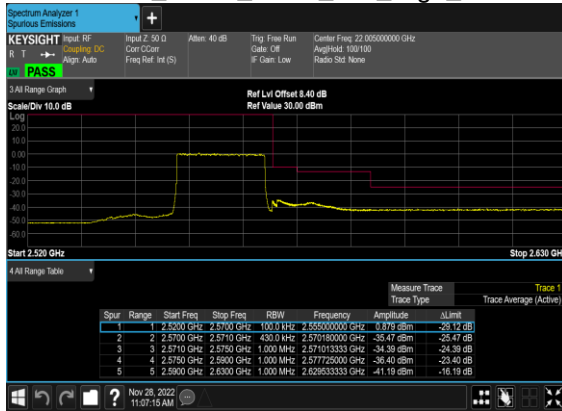 Spectrum Analyzer 1
Spurious Emissions
+
KEYSIGHT Input: RF Input Z: 50 Ω Atten: 40 dB Trig: Free Run Center Freq: 22.005000000 GHz
R T Coupling: DC Corr CCorr Gate: Off Avg|Hold: 100/100
Align: Auto Freq Ref: Int (S) IF Gain: Low Radio Std: None
LV PASS
3 All Range Graph
Ref Lvl Offset 8.40 dB
Scale/Div 10.0 dB Ref Value 30.00 dBm
Log
20.0
10.0
0.00
-10.0
-20.0
-30.0
-40.0
-50.0
-60.0
Start 2.520 GHz Stop 2.630 GH
4 All Range Table
Measure Trace Trace 1
Trace Type Trace Average (Active)
Spur Range Start Freq Stop Freq RBW Frequency Amplitude ΔLimit
1 1 2.5200 GHz 2.5700 GHz 100.0 kHz 2.555000000 GHz 0.879 dBm -29.12 dB
2 2 2.5700 GHz 2.5710 GHz 430.0 kHz 2.570180000 GHz -35.47 dBm -25.47 dB
3 3 2.5710 GHz 2.5750 GHz 1.000 MHz 2.571013333 GHz -34.39 dBm -24.39 dB
4 4 2.5750 GHz 2.5900 GHz 1.000 MHz 2.577725000 GHz -36.40 dBm -23.40 dB
5 5 2.5900 GHz 2.6300 GHz 1.000 MHz 2.629533333 GHz -41.19 dBm -16.19 dB
?
Nov 28, 2022
11:07:15 AM